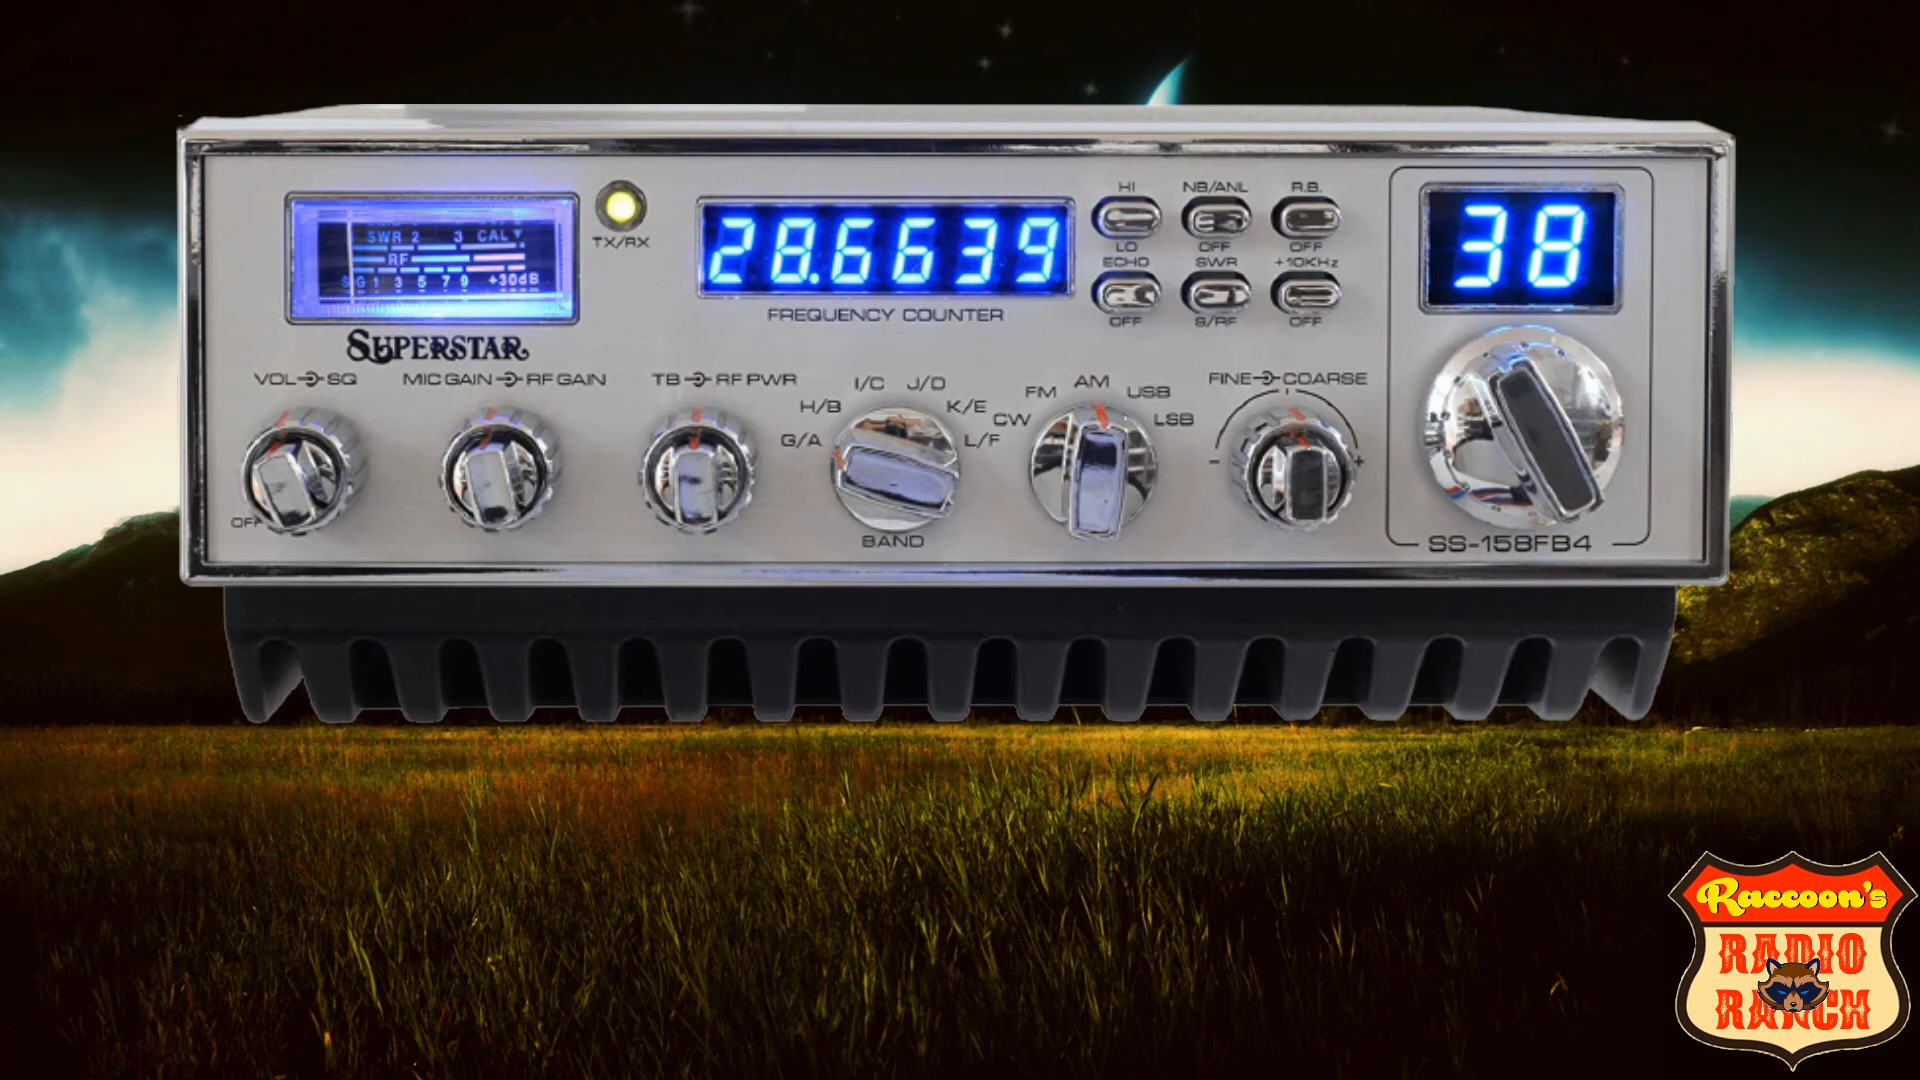 HI NB/ANL R.B.
SWR 2 3 CAL
RF
SIG 1 3 5 7 9 +30dB
TX/RX
28.6639
38
LO OFF OFF
ECHO SWR +10KHz
FREQUENCY COUNTER
OFF S/RF OFF
SUPERSTAR
VOL SQ
MIC GAIN RF GAIN
TB RF PWR
I/C J/D
H/B K/E
G/A L/F
BAND
AM
FM USB
CW LSB
FINE COARSE
- +
OFF
SS-158FB4
Raccoon's
RADIO
RANCH